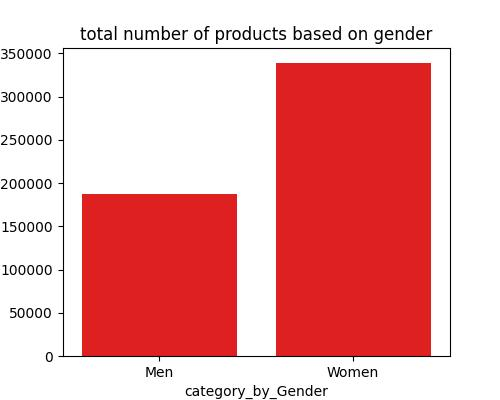 total number of products based on gender
350000
300000
250000
200000
150000
100000
50000
0
Men Women
category_by_Gender